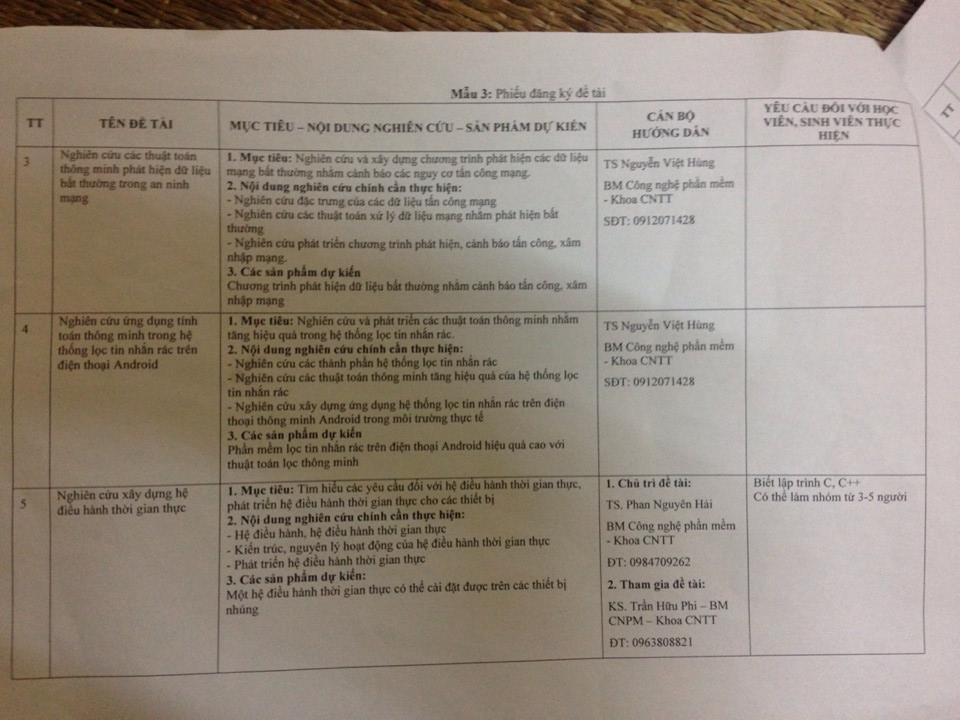 Mẫu 3: Phiếu đăng ký đề tài
TT
TÊN ĐỀ TÀI
MỤC TIÊU – NỘI DUNG NGHIÊN CỨU – SẢN PHẨM DỰ KIẾN
CÁN BỘ
HƯỚNG DẪN
YÊU CẦU ĐỐI VỚI HỌC
VIÊN, SINH VIÊN THỰC
HIỆN
3
Nghiên cứu các thuật toán
thông minh phát hiện dữ liệu
bất thường trong an ninh
mạng
1. Mục tiêu: Nghiên cứu và xây dựng chương trình phát hiện các dữ liệu
mạng bất thường nhằm cảnh báo các nguy cơ tấn công mạng.
2. Nội dung nghiên cứu chính cần thực hiện:
- Nghiên cứu đặc trưng của các dữ liệu tấn công mạng
- Nghiên cứu các thuật toán xử lý dữ liệu mạng nhằm phát hiện bất
thường
- Nghiên cứu phát triển chương trình phát hiện, cảnh báo tấn công, xâm
nhập mạng.
3. Các sản phẩm dự kiến
Chương trình phát hiện dữ liệu bất thường nhằm cảnh báo tấn công, xâm
nhập mạng
TS Nguyễn Việt Hùng
BM Công nghệ phần mềm
- Khoa CNTT
SĐT: 0912071428
4
Nghiên cứu ứng dụng tính
toán thông minh trong hệ
thống lọc tin nhắn rác trên
điện thoại Android
1. Mục tiêu: Nghiên cứu và phát triển các thuật toán thông minh nhằm
tăng hiệu quả trong hệ thống lọc tin nhắn rác.
2. Nội dung nghiên cứu chính cần thực hiện:
- Nghiên cứu các thành phần hệ thống lọc tin nhắn rác
- Nghiên cứu các thuật toán thông minh tăng hiệu quả của hệ thống lọc
tin nhắn rác
- Nghiên cứu xây dựng ứng dụng hệ thống lọc tin nhắn rác trên điện
thoại thông minh Android trong môi trường thực tế
3. Các sản phẩm dự kiến
Phần mềm lọc tin nhắn rác trên điện thoại Android hiệu quả cao với
thuật toán lọc thông minh
TS Nguyễn Việt Hùng
BM Công nghệ phần mềm
- Khoa CNTT
SĐT: 0912071428
5
Nghiên cứu xây dựng hệ
điều hành thời gian thực
1. Mục tiêu: Tìm hiểu các yêu cầu đối với hệ điều hành thời gian thực,
phát triển hệ điều hành thời gian thực cho các thiết bị
2. Nội dung nghiên cứu chính cần thực hiện:
- Hệ điều hành, hệ điều hành thời gian thực
- Kiến trúc, nguyên lý hoạt động của hệ điều hành thời gian thực
- Phát triển hệ điều hành thời gian thực
3. Các sản phẩm dự kiến:
Một hệ điều hành thời gian thực có thể cài đặt được trên các thiết bị
nhúng
1. Chủ trì đề tài:
TS. Phan Nguyên Hải
BM Công nghệ phần mềm
- Khoa CNTT
ĐT: 0984709262
2. Tham gia đề tài:
KS. Trần Hữu Phi – BM
CNPM – Khoa CNTT
ĐT: 0963808821
Biết lập trình C, C++
Có thể làm nhóm từ 3-5 người
TT